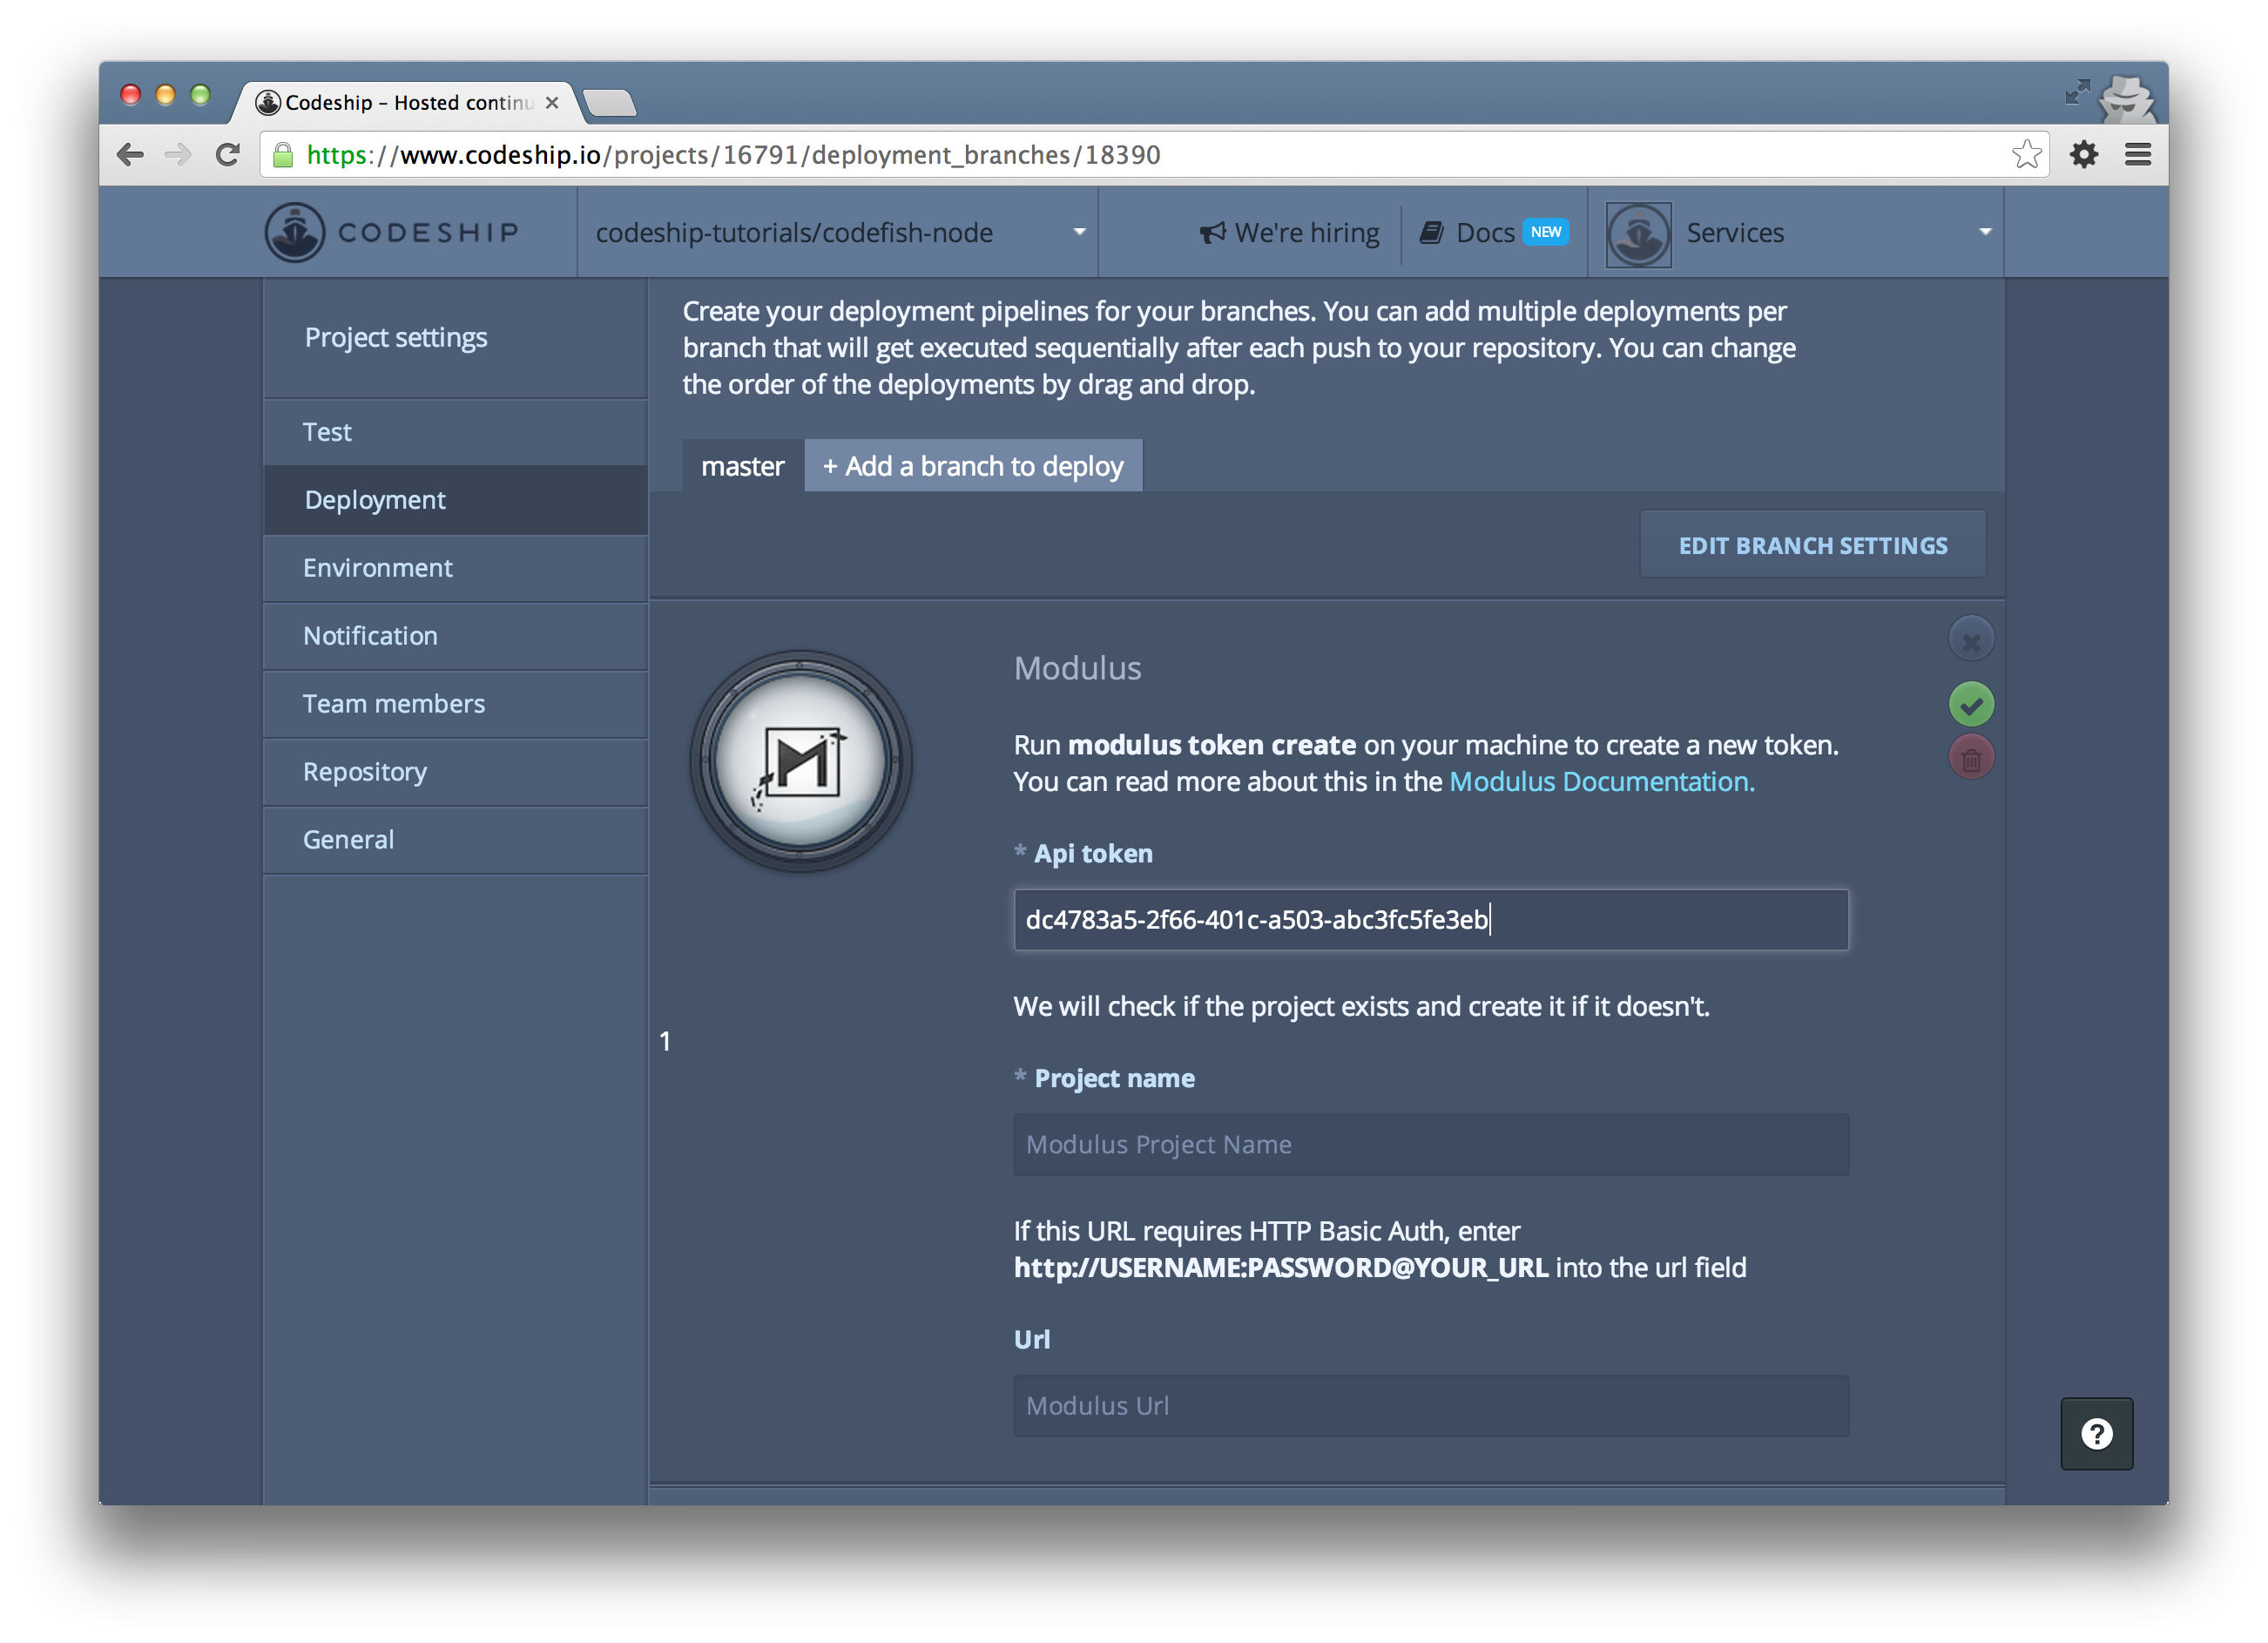 Codeship – Hosted continu
https://www.codeship.io/projects/16791/deployment_branches/18390
CODESHIP
codeship-tutorials/codefish-node
We're hiring
Docs NEW
Services
Project settings
Test
Deployment
Environment
Notification
Team members
Repository
General
Create your deployment pipelines for your branches. You can add multiple deployments per
branch that will get executed sequentially after each push to your repository. You can change
the order of the deployments by drag and drop.
master
+ Add a branch to deploy
EDIT BRANCH SETTINGS
1
M
Modulus
Run modulus token create on your machine to create a new token.
You can read more about this in the Modulus Documentation.
* Api token
dc4783a5-2f66-401c-a503-abc3fc5fe3eb
We will check if the project exists and create it if it doesn't.
* Project name
Modulus Project Name
If this URL requires HTTP Basic Auth, enter
http://USERNAME:PASSWORD@YOUR_URL into the url field
Url
Modulus Url
?